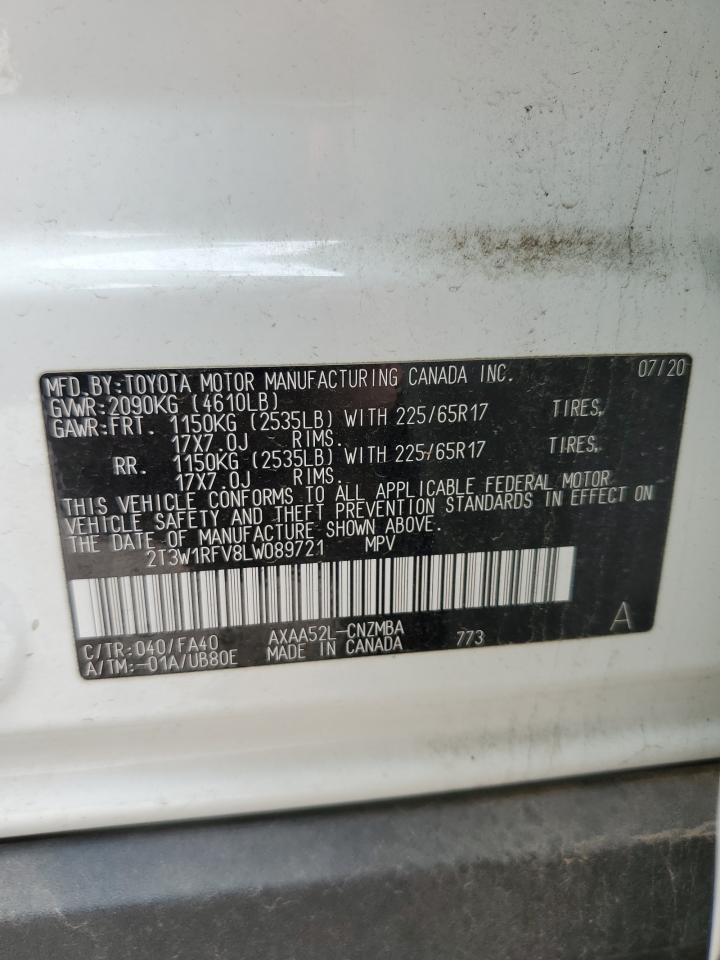 MFD.BY:TOYOTA MOTOR MANUFACTURING CANADA INC. 07/20
GVWR:2090KG (4610LB)
GAWR:FRT. 1150KG (2535LB) WITH 225/65R17 TIRES,
17X7.0J RIMS.
RR. 1150KG (2535LB) WITH 225/65R17 TIRES,
17X7.0J RIMS.
THIS VEHICLE CONFORMS TO ALL APPLICABLE FEDERAL MOTOR
VEHICLE SAFETY AND THEFT PREVENTION STANDARDS IN EFFECT ON
THE DATE OF MANUFACTURE SHOWN ABOVE.
2T3W1RFV8LW089721 MPV
C/TR:040/FA40 AXAA52L-CNZMBA 773 A
A/TM:-01A/UB80E MADE IN CANADA